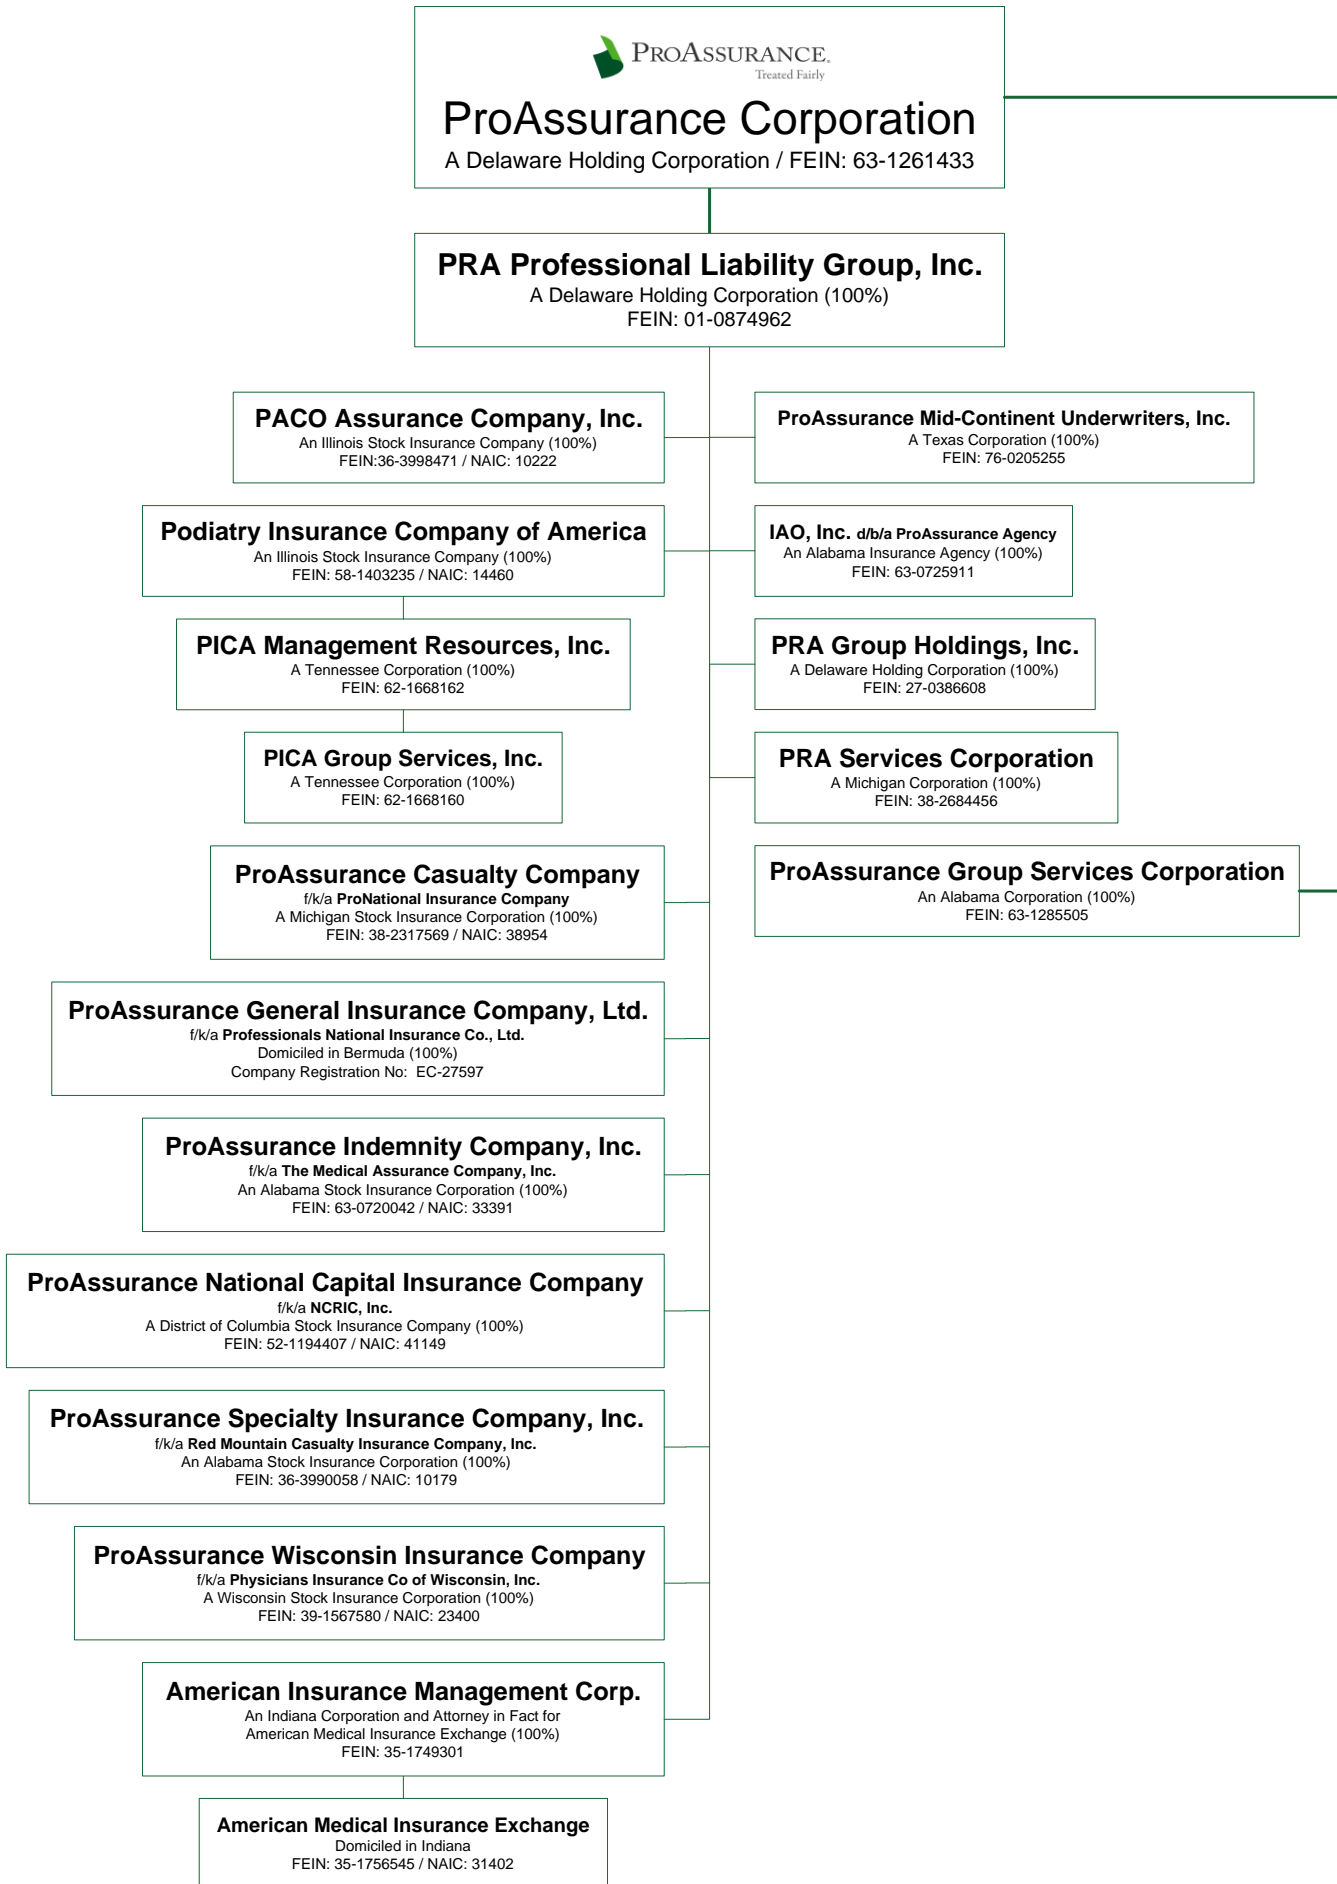 PROASSURANCE.
Treated Fairly
ProAssurance Corporation
A Delaware Holding Corporation / FEIN: 63-1261433
PRA Professional Liability Group, Inc.
A Delaware Holding Corporation (100%)
FEIN: 01-0874962
PACO Assurance Company, Inc.
An Illinois Stock Insurance Company (100%)
FEIN:36-3998471 / NAIC: 10222
ProAssurance Mid-Continent Underwriters, Inc.
A Texas Corporation (100%)
FEIN: 76-0205255
Podiatry Insurance Company of America
An Illinois Stock Insurance Company (100%)
FEIN: 58-1403235 / NAIC: 14460
IAO, Inc. d/b/a ProAssurance Agency
An Alabama Insurance Agency (100%)
FEIN: 63-0725911
PICA Management Resources, Inc.
A Tennessee Corporation (100%)
FEIN: 62-1668162
PRA Group Holdings, Inc.
A Delaware Holding Corporation (100%)
FEIN: 27-0386608
PICA Group Services, Inc.
A Tennessee Corporation (100%)
FEIN: 62-1668160
PRA Services Corporation
A Michigan Corporation (100%)
FEIN: 38-2684456
ProAssurance Casualty Company
f/k/a ProNational Insurance Company
A Michigan Stock Insurance Corporation (100%)
FEIN: 38-2317569 / NAIC: 38954
ProAssurance Group Services Corporation
An Alabama Corporation (100%)
FEIN: 63-1285505
ProAssurance General Insurance Company, Ltd.
f/k/a Professionals National Insurance Co., Ltd.
Domiciled in Bermuda (100%)
Company Registration No: EC-27597
ProAssurance Indemnity Company, Inc.
f/k/a The Medical Assurance Company, Inc.
An Alabama Stock Insurance Corporation (100%)
FEIN: 63-0720042 / NAIC: 33391
ProAssurance National Capital Insurance Company
f/k/a NCRIC, Inc.
A District of Columbia Stock Insurance Company (100%)
FEIN: 52-1194407 / NAIC: 41149
ProAssurance Specialty Insurance Company, Inc.
f/k/a Red Mountain Casualty Insurance Company, Inc.
An Alabama Stock Insurance Corporation (100%)
FEIN: 36-3990058 / NAIC: 10179
ProAssurance Wisconsin Insurance Company
f/k/a Physicians Insurance Co of Wisconsin, Inc.
A Wisconsin Stock Insurance Corporation (100%)
FEIN: 39-1567580 / NAIC: 23400
American Insurance Management Corp.
An Indiana Corporation and Attorney in Fact for
American Medical Insurance Exchange (100%)
FEIN: 35-1749301
American Medical Insurance Exchange
Domiciled in Indiana
FEIN: 35-1756545 / NAIC: 31402